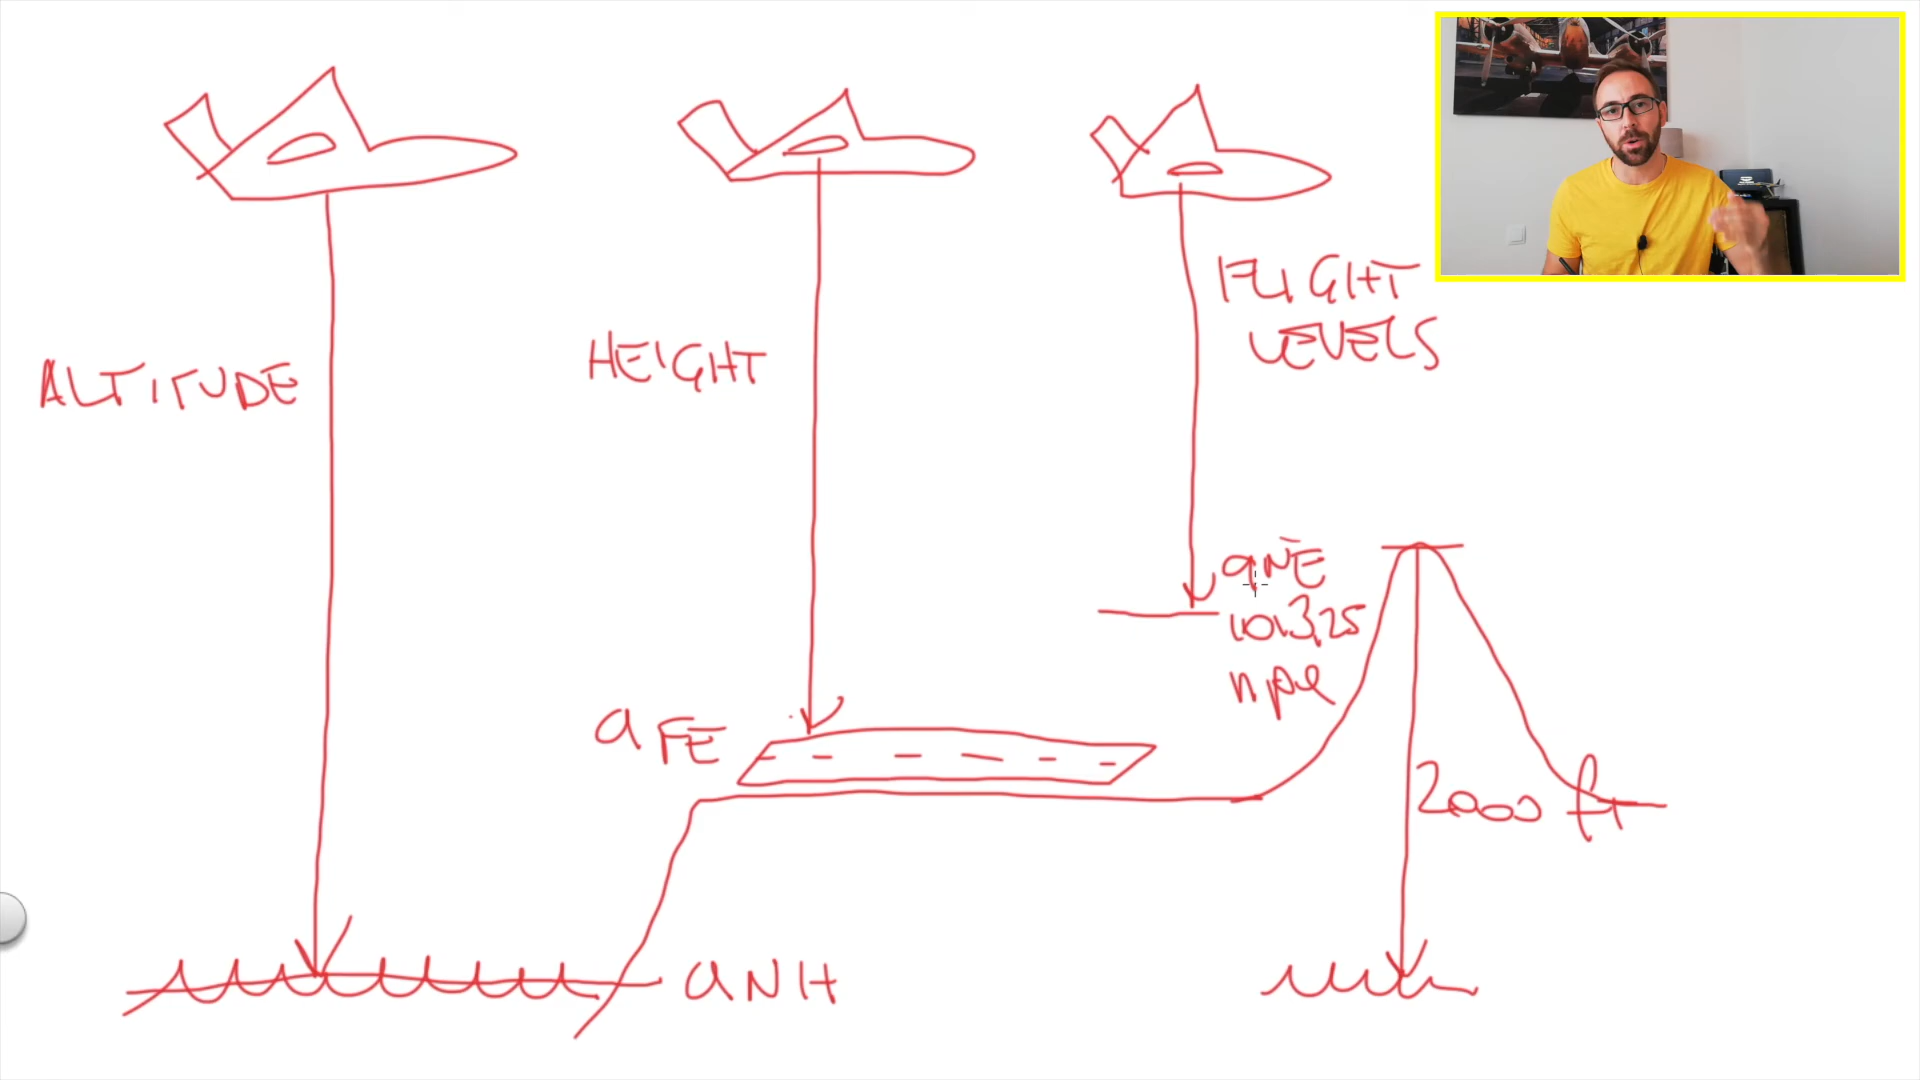 ALTITUDE
HEIGHT
FLIGHT
LEVELS
QNE
1013,25
hpa
QFE
2000 ft
QNH